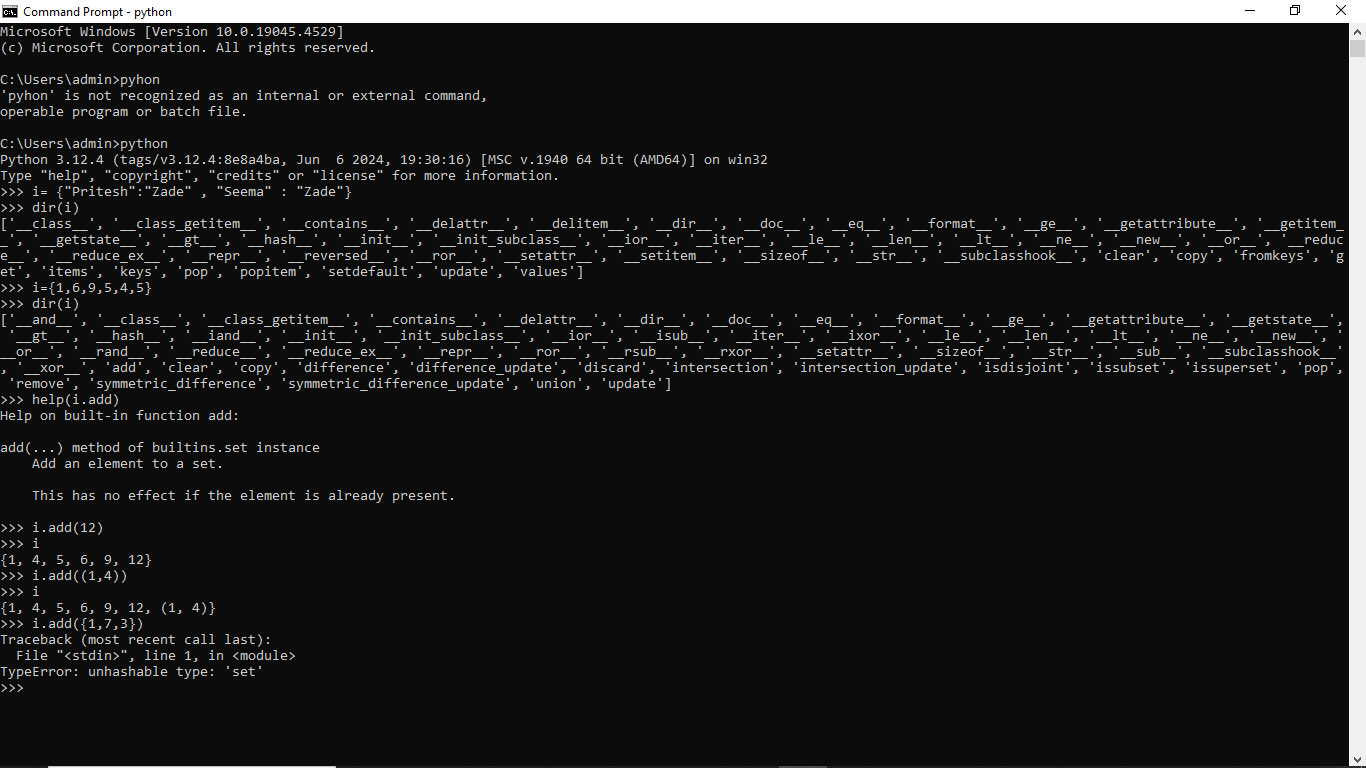 Command Prompt - python
Microsoft Windows [Version 10.0.19045.4529]
(c) Microsoft Corporation. All rights reserved.
C:\Users\admin>pyhon
'pyhon' is not recognized as an internal or external command,
operable program or batch file.
C:\Users\admin>python
Python 3.12.4 (tags/v3.12.4:8e8a4ba, Jun  6 2024, 19:30:16) [MSC v.1940 64 bit (AMD64)] on win32
Type "help", "copyright", "credits" or "license" for more information.
>>> i= {"Pritesh":"Zade" , "Seema" : "Zade"}
>>> dir(i)
['__class__', '__class_getitem__', '__contains__', '__delattr__', '__delitem__', '__dir__', '__doc__', '__eq__', '__format__', '__ge__', '__getattribute__', '__getitem_
_', '__getstate__', '__gt__', '__hash__', '__init__', '__init_subclass__', '__ior__', '__iter__', '__le__', '__len__', '__lt__', '__ne__', '__new__', '__or__', '__reduc
e__', '__reduce_ex__', '__repr__', '__reversed__', '__ror__', '__setattr__', '__setitem__', '__sizeof__', '__str__', '__subclasshook__', 'clear', 'copy', 'fromkeys', 'g
et', 'items', 'keys', 'pop', 'popitem', 'setdefault', 'update', 'values']
>>> i={1,6,9,5,4,5}
>>> dir(i)
['__and__', '__class__', '__class_getitem__', '__contains__', '__delattr__', '__dir__', '__doc__', '__eq__', '__format__', '__ge__', '__getattribute__', '__getstate__',
 '__gt__', '__hash__', '__iand__', '__init__', '__init_subclass__', '__ior__', '__isub__', '__iter__', '__ixor__', '__le__', '__len__', '__lt__', '__ne__', '__new__', '
__or__', '__rand__', '__reduce__', '__reduce_ex__', '__repr__', '__ror__', '__rsub__', '__rxor__', '__setattr__', '__sizeof__', '__str__', '__sub__', '__subclasshook__'
, '__xor__', 'add', 'clear', 'copy', 'difference', 'difference_update', 'discard', 'intersection', 'intersection_update', 'isdisjoint', 'issubset', 'issuperset', 'pop',
 'remove', 'symmetric_difference', 'symmetric_difference_update', 'union', 'update']
>>> help(i.add)
Help on built-in function add:
add(...) method of builtins.set instance
    Add an element to a set.
    This has no effect if the element is already present.
>>> i.add(12)
>>> i
{1, 4, 5, 6, 9, 12}
>>> i.add((1,4))
>>> i
{1, 4, 5, 6, 9, 12, (1, 4)}
>>> i.add({1,7,3})
Traceback (most recent call last):
  File "<stdin>", line 1, in <module>
TypeError: unhashable type: 'set'
>>>